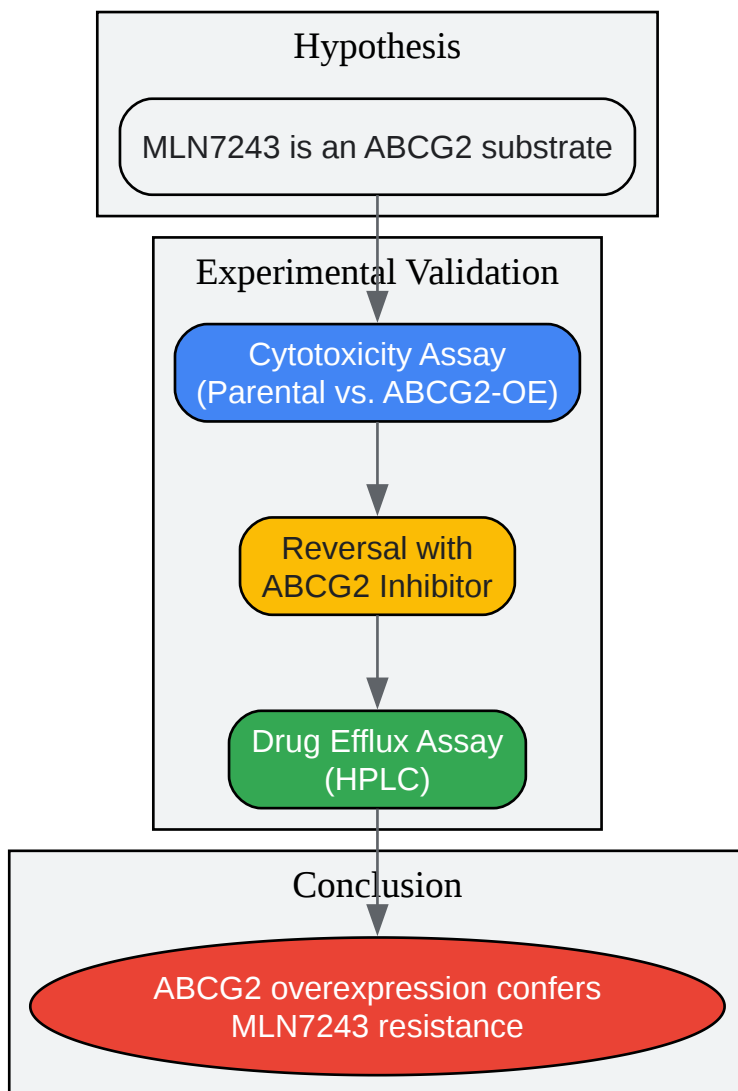 Hypothesis
MLN7243 is an ABCG2 substrate
Experimental Validation
Cytotoxicity Assay
(Parental vs. ABCG2-OE)
Reversal with
ABCG2 Inhibitor
Drug Efflux Assay
(HPLC)
Conclusion
ABCG2 overexpression confers
MLN7243 resistance